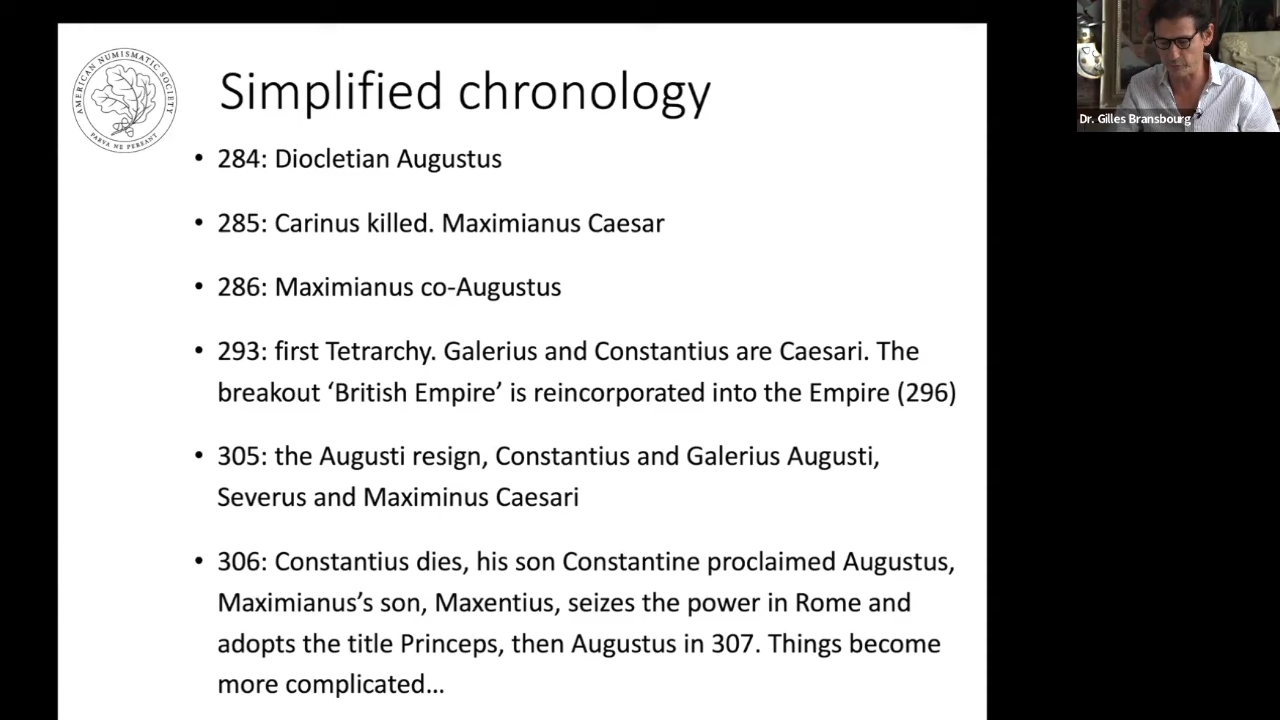 AMERICAN NUMISMATIC SOCIETY
PARVA NE PEREANT
Simplified chronology
• 284: Diocletian Augustus
• 285: Carinus killed. Maximianus Caesar
• 286: Maximianus co-Augustus
• 293: first Tetrarchy. Galerius and Constantius are Caesari. The
breakout ‘British Empire’ is reincorporated into the Empire (296)
• 305: the Augusti resign, Constantius and Galerius Augusti,
Severus and Maximinus Caesari
• 306: Constantius dies, his son Constantine proclaimed Augustus,
Maximianus’s son, Maxentius, seizes the power in Rome and
adopts the title Princeps, then Augustus in 307. Things become
more complicated…
Dr. Gilles Bransbourg